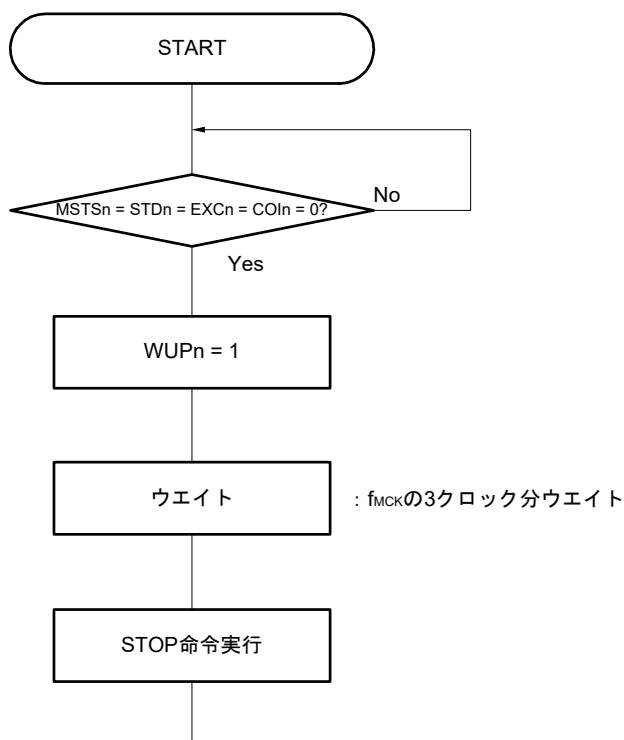 START
No
MSTSn = STDn = EXCn = COIn = 0?
Yes
WUPn = 1
ウエイト : fMCKの3クロック分ウエイト
STOP命令実行